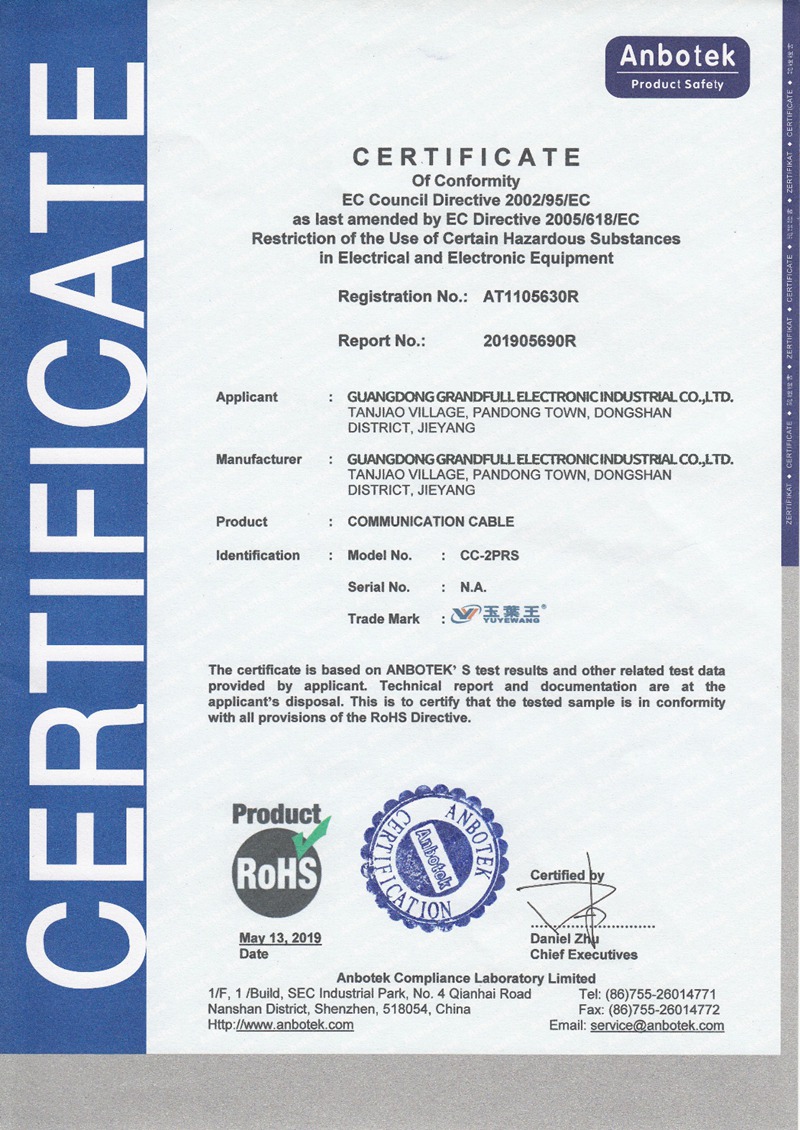 CERTIFICATE
Anbotek
Product Safety
CERTIFICATE
Of Conformity
EC Council Directive 2002/95/EC
as last amended by EC Directive 2005/618/EC
Restriction of the Use of Certain Hazardous Substances
in Electrical and Electronic Equipment
Registration No.: AT1105630R
Report No.: 201905690R
Applicant : GUANGDONG GRANDFULL ELECTRONIC INDUSTRIAL CO.,LTD.
TANJIAO VILLAGE, PANDONG TOWN, DONGSHAN
DISTRICT, JIEYANG
Manufacturer : GUANGDONG GRANDFULL ELECTRONIC INDUSTRIAL CO.,LTD.
TANJIAO VILLAGE, PANDONG TOWN, DONGSHAN
DISTRICT, JIEYANG
Product : COMMUNICATION CABLE
Identification : Model No. : CC-2PRS
Serial No. : N.A.
Trade Mark : 玉葉王®
YUYEWANG
The certificate is based on ANBOTEK’ S test results and other related test data
provided by applicant. Technical report and documentation are at the
applicant’s disposal. This is to certify that the tested sample is in conformity
with all provisions of the RoHS Directive.
Product
RoHS
ANBOTEK
Anbotek
CERTIFICATION
Certified by
May 13, 2019
Date
Daniel Zhu
Chief Executives
Anbotek Compliance Laboratory Limited
1/F, 1 /Build, SEC Industrial Park, No. 4 Qianhai Road Tel: (86)755-26014771
Nanshan District, Shenzhen, 518054, China Fax: (86)755-26014772
Http://www.anbotek.com Email: service@anbotek.com
ZERTIFIKAT ◆ CERTIFICATE ◆ ZERTIFIKAT ◆ CERTIFICATE ◆ ZERTIFIKAT ◆ CERTIFICATE ◆